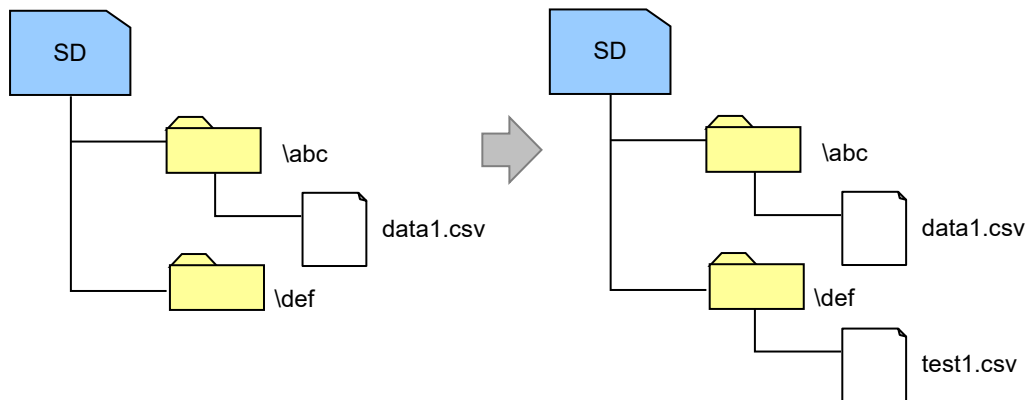 SD
\abc
data1.csv
\def
SD
\abc
data1.csv
\def
test1.csv